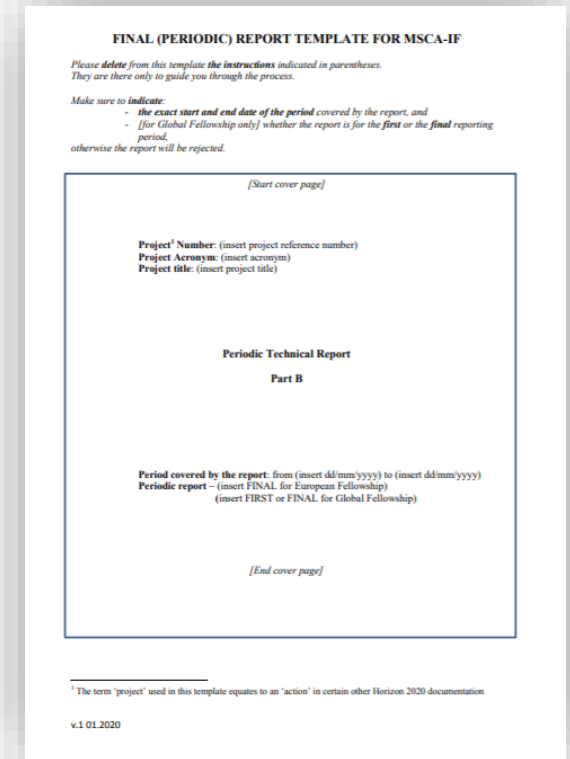 FINAL (PERIODIC) REPORT TEMPLATE FOR MSCA-IF
Please delete from this template the instructions indicated in parentheses.
They are there only to guide you through the process.
Make sure to indicate:
- the exact start and end date of the period covered by the report, and
- [for Global Fellowship only] whether the report is for the first or the final reporting
period,
otherwise the report will be rejected.
[Start cover page]
Project¹ Number: (insert project reference number)
Project Acronym: (insert acronym)
Project title: (insert project title)
Periodic Technical Report
Part B
Period covered by the report: from (insert dd/mm/yyyy) to (insert dd/mm/yyyy)
Periodic report – (insert FINAL for European Fellowship)
(insert FIRST or FINAL for Global Fellowship)
[End cover page]
¹ The term ‘project’ used in this template equates to an ‘action’ in certain other Horizon 2020 documentation
v.1 01.2020